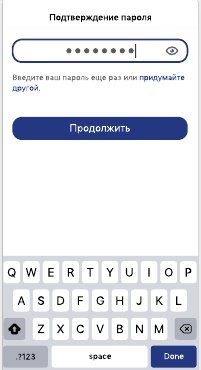 Подтверждение пароля
••••••••
Введите ваш пароль еще раз или придумайте
другой.
Продолжить
Q W E R T Y U I O P
A S D F G H J K L
Z X C V B N M
.?123 space Done